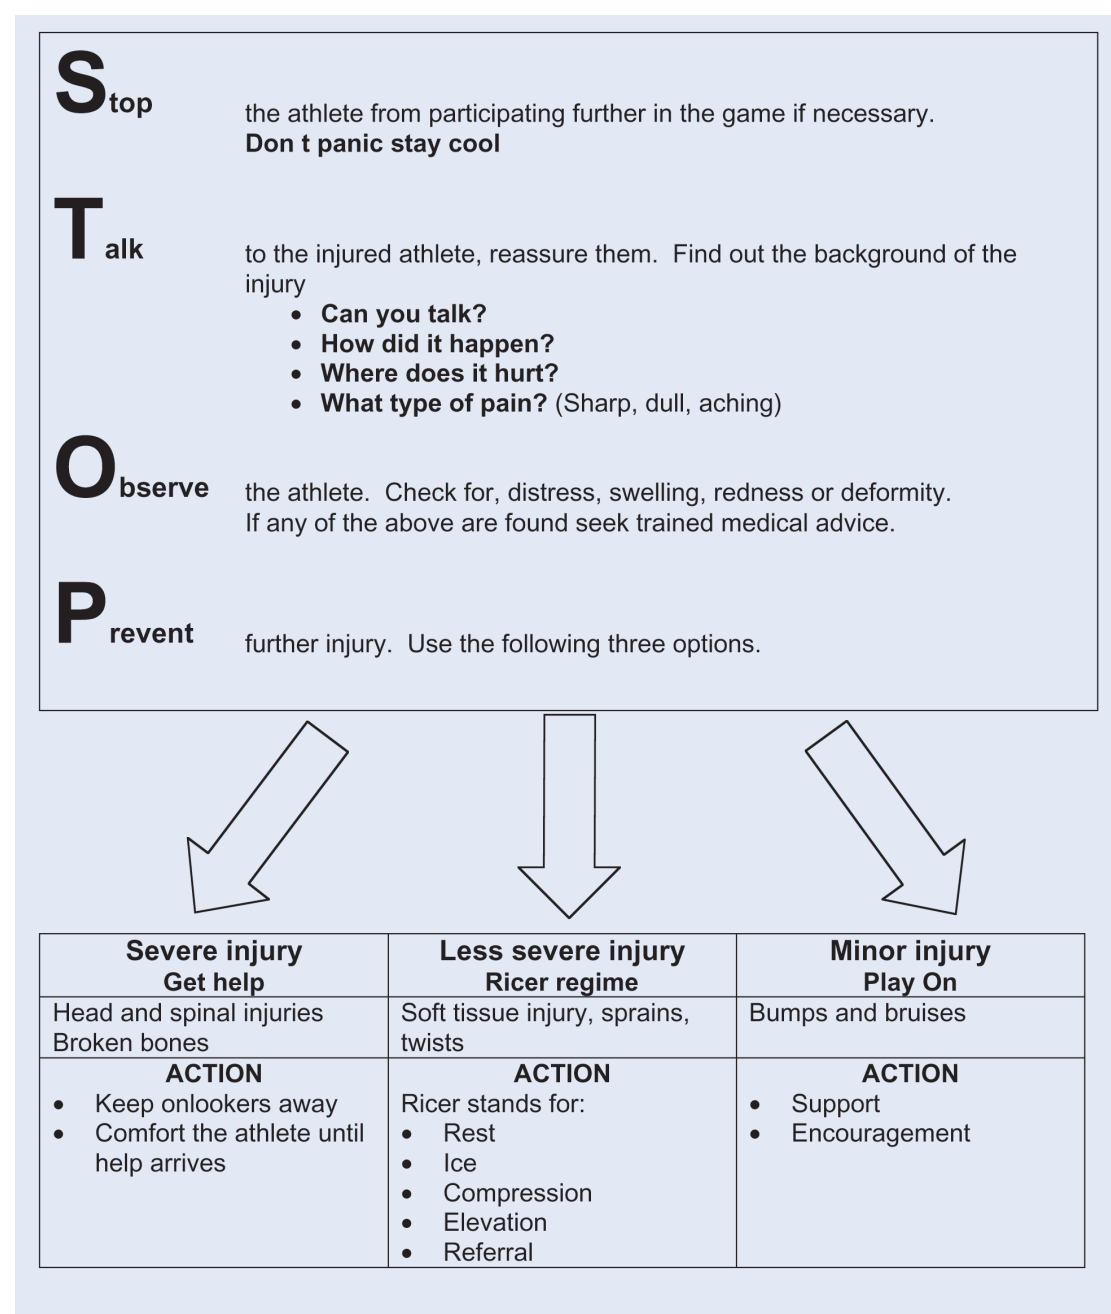 Stop
the athlete from participating further in the game if necessary.
Don t panic stay cool
Talk
to the injured athlete, reassure them. Find out the background of the
injury
• Can you talk?
• How did it happen?
• Where does it hurt?
• What type of pain? (Sharp, dull, aching)
Observe
the athlete. Check for, distress, swelling, redness or deformity.
If any of the above are found seek trained medical advice.
Prevent
further injury. Use the following three options.
Severe injury
Get help
Head and spinal injuries
Broken bones
ACTION
• Keep onlookers away
• Comfort the athlete until
help arrives
Less severe injury
Ricer regime
Soft tissue injury, sprains,
twists
ACTION
Ricer stands for:
• Rest
• Ice
• Compression
• Elevation
• Referral
Minor injury
Play On
Bumps and bruises
ACTION
• Support
• Encouragement